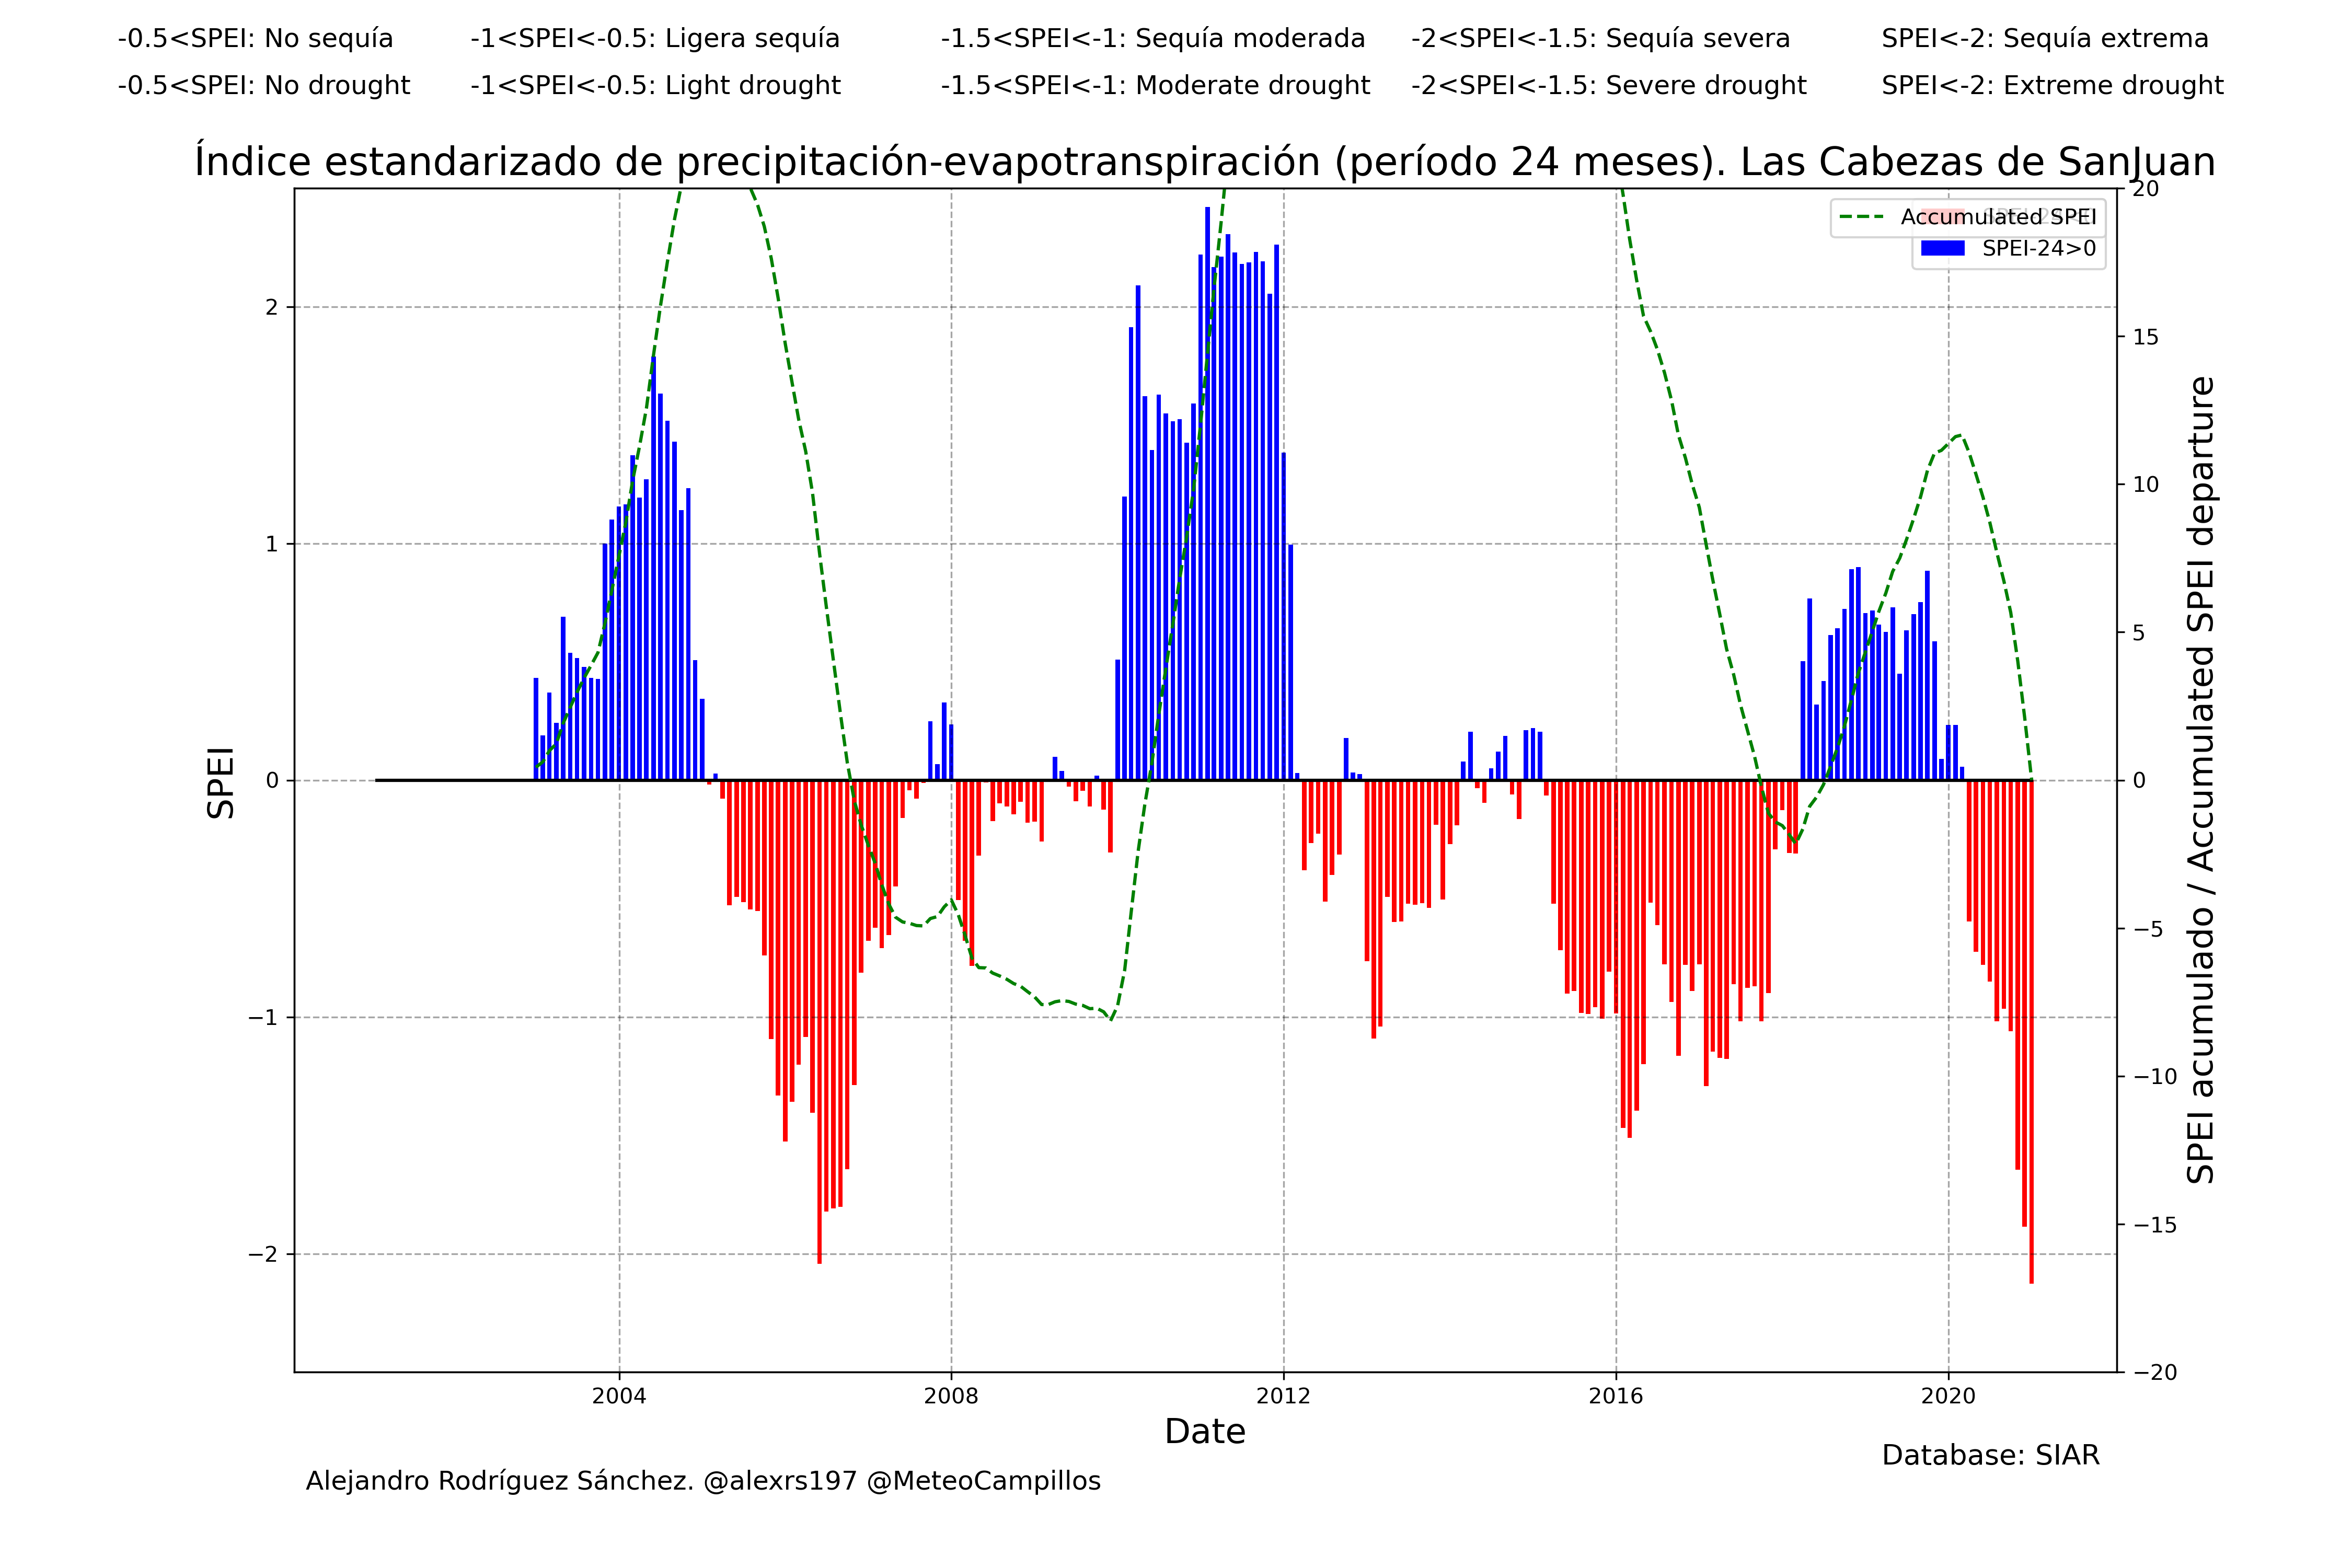 -0.5<SPEI: No sequía -1<SPEI<-0.5: Ligera sequía -1.5<SPEI<-1: Sequía moderada -2<SPEI<-1.5: Sequía severa SPEI<-2: Sequía extrema
-0.5<SPEI: No drought -1<SPEI<-0.5: Light drought -1.5<SPEI<-1: Moderate drought -2<SPEI<-1.5: Severe drought SPEI<-2: Extreme drought
Índice estandarizado de precipitación-evapotranspiración (período 24 meses). Las Cabezas de SanJuan
Accumulated SPEI
SPEI-24>0
SPEI
2
1
0
−1
−2
20
15
10
5
0
−5
−10
−15
−20
SPEI acumulado / Accumulated SPEI departure
2004 2008 2012 2016 2020
Date
Database: SIAR
Alejandro Rodríguez Sánchez. @alexrs197 @MeteoCampillos